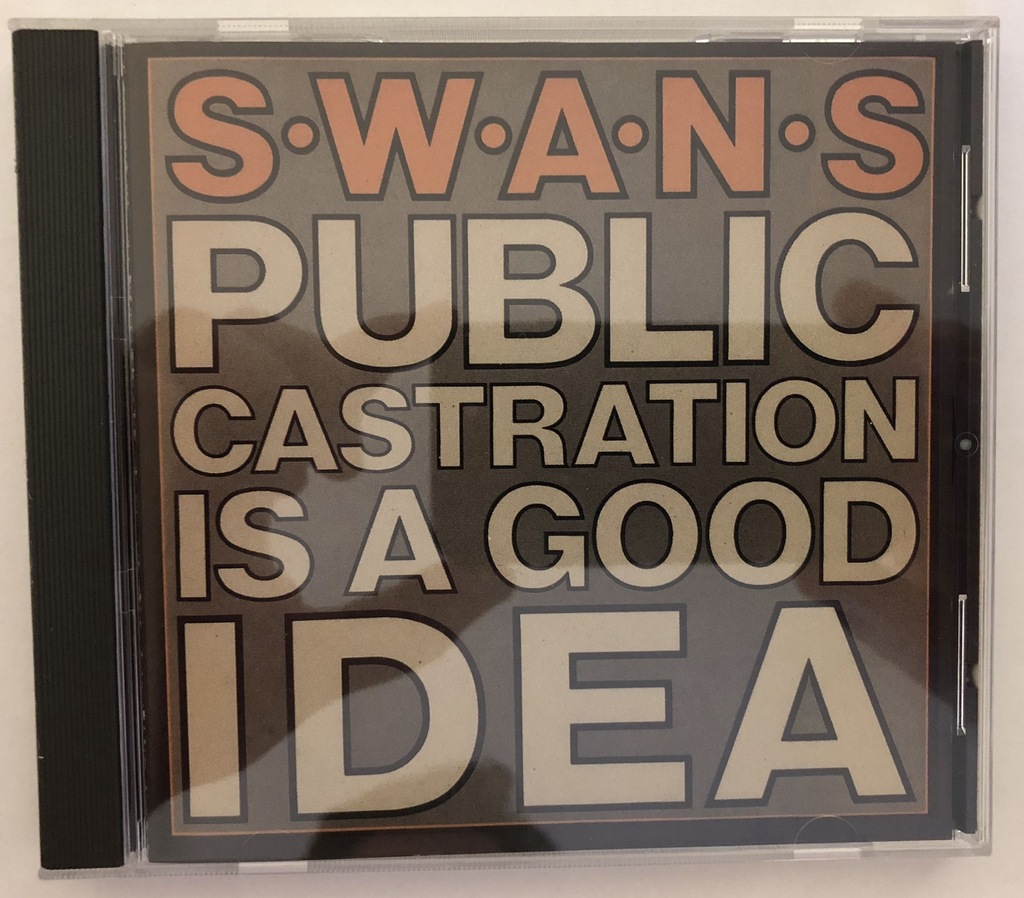 S•W•A•N•S
PUBLIC
CASTRATION
IS A GOOD
IDEA